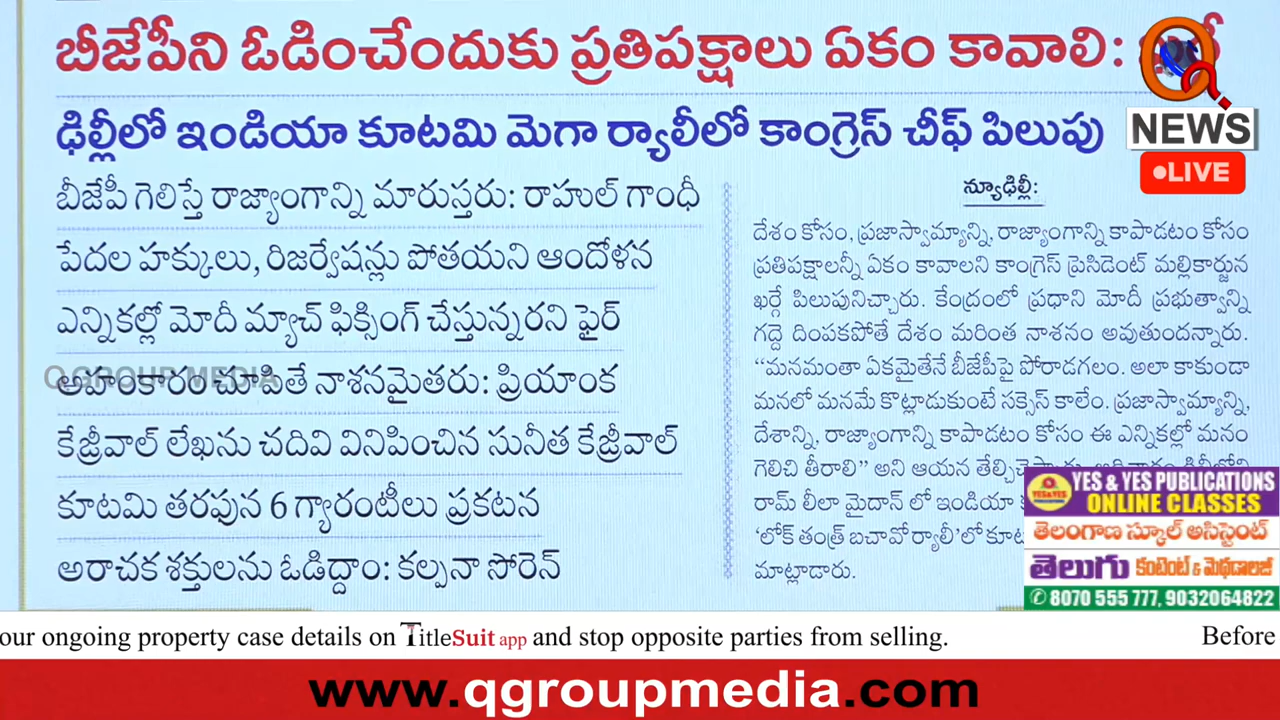 బీజేపీని ఓడించేందుకు ప్రతిపక్షాలు ఏకం కావాలి:
ఢిల్లీలో ఇండియా కూటమి మెగా ర్యాలీలో కాంగ్రెస్ చీఫ్ పిలుపు
బీజేపీ గెలిస్తే రాజ్యాంగాన్ని మారుస్తరు: రాహుల్ గాంధీ
పేదల హక్కులు, రిజర్వేషన్లు పోతయని ఆందోళన
ఎన్నికల్లో మోదీ మ్యాచ్ ఫిక్సింగ్ చేస్తున్నరని ఫైర్
అహంకారం చూపితే నాశనమైతరు: ప్రియాంక
కేజ్రీవాల్ లేఖను చదివి వినిపించిన సునీత కేజ్రీవాల్
కూటమి తరఫున 6 గ్యారంటీలు ప్రకటన
అరాచక శక్తులను ఓడిద్దాం: కల్పనా సోరెన్
Q GROUP MEDIA
న్యూఢిల్లీ:
దేశం కోసం, ప్రజాస్వామ్యాన్ని, రాజ్యాంగాన్ని కాపాడటం కోసం
ప్రతిపక్షాలన్నీ ఏకం కావాలని కాంగ్రెస్ ప్రెసిడెంట్ మల్లికార్జున
ఖర్గే పిలుపునిచ్చారు. కేంద్రంలో ప్రధాని మోదీ ప్రభుత్వాన్ని
గద్దె దింపకపోతే దేశం మరింత నాశనం అవుతుందన్నారు.
“మనమంతా ఏకమైతేనే బీజేపీపై పోరాడగలం. అలా కాకుండా
మనలో మనమే కొట్లాడుకుంటే సక్సెస్ కాలేం. ప్రజాస్వామ్యాన్ని,
దేశాన్ని, రాజ్యాంగాన్ని కాపాడటం కోసం ఈ ఎన్నికల్లో మనం
గెలిచి తీరాలి” అని ఆయన
రామ్ లీలా మైదాన్ లో ఇండియా
‘లోక్ తంత్ర్ బచావో ర్యాలీ’లో
మాట్లాడారు.
Q
NEWS
LIVE
YES & YES PUBLICATIONS
ONLINE CLASSES
తెలంగాణ స్కూల్ అసిస్టెంట్
తెలుగు కంటెంట్ & మెథడాలజీ
8070 555 777, 9032064822
our ongoing property case details on TitleSuit app and stop opposite parties from selling. Before
www.qgroupmedia.com